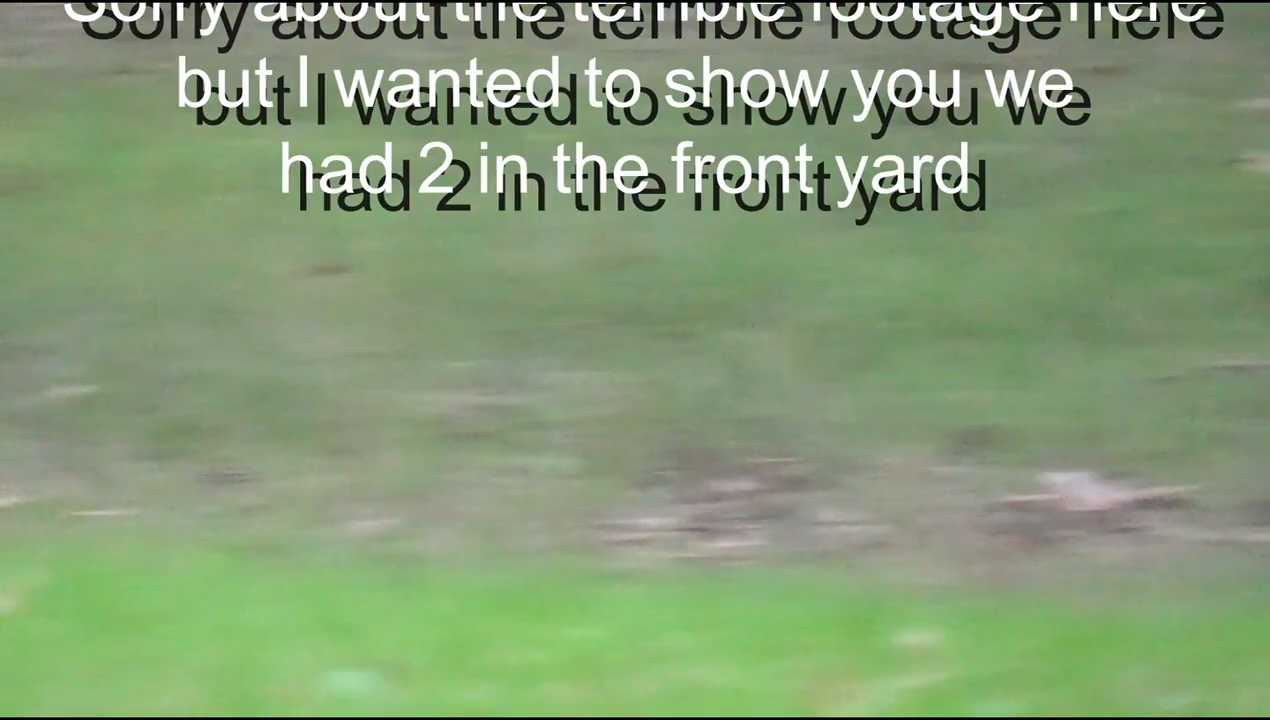 Sorry about the terrible footage here
but I wanted to show you we
had 2 in the front yard